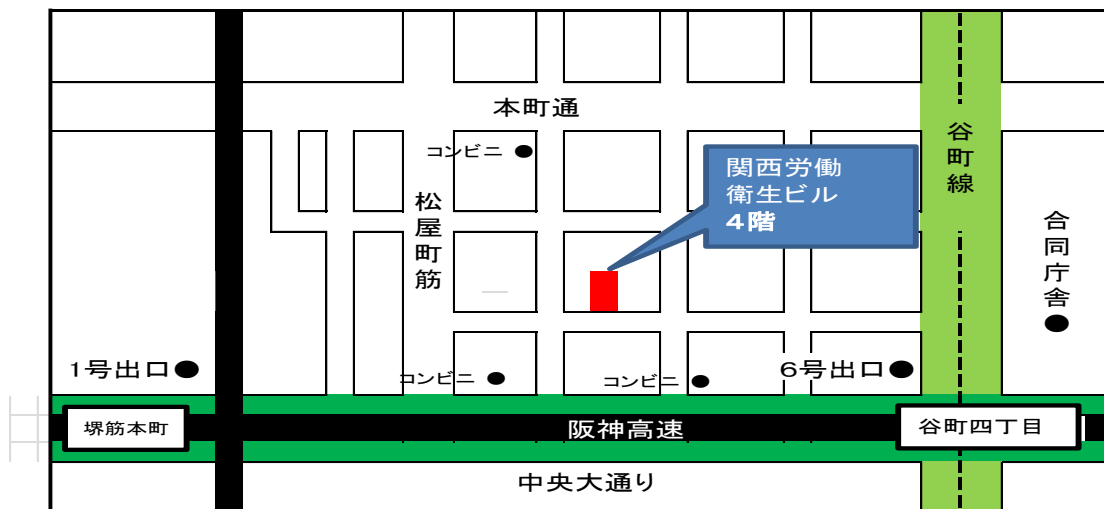 本町通
谷町線
コンビニ
関西労働
衛生ビル
4階
松屋町筋
合同庁舎
1号出口
コンビニ
コンビニ
6号出口
堺筋本町
阪神高速
谷町四丁目
中央大通り